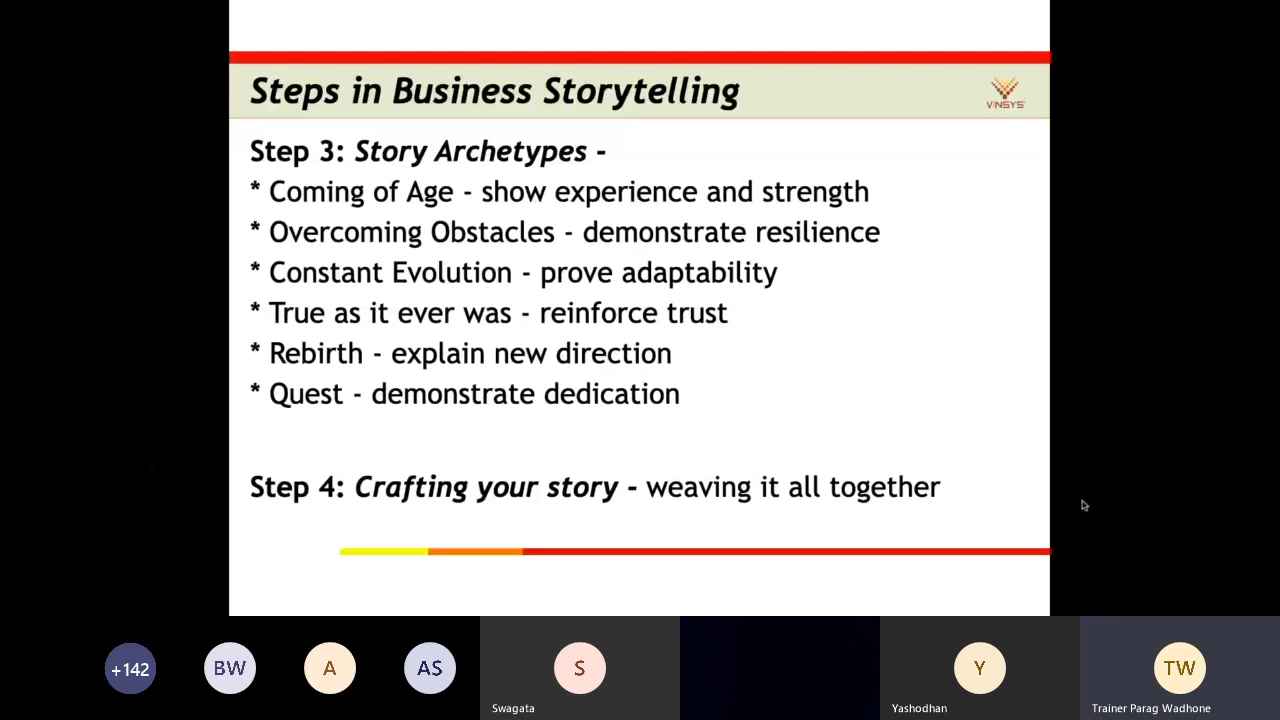 Steps in Business Storytelling
VINSYS
Step 3: Story Archetypes -
* Coming of Age - show experience and strength
* Overcoming Obstacles - demonstrate resilience
* Constant Evolution - prove adaptability
* True as it ever was - reinforce trust
* Rebirth - explain new direction
* Quest - demonstrate dedication
Step 4: Crafting your story - weaving it all together
+142
BW
A
AS
S
Y
TW
Swagata
Yashodhan
Trainer Parag Wadhone